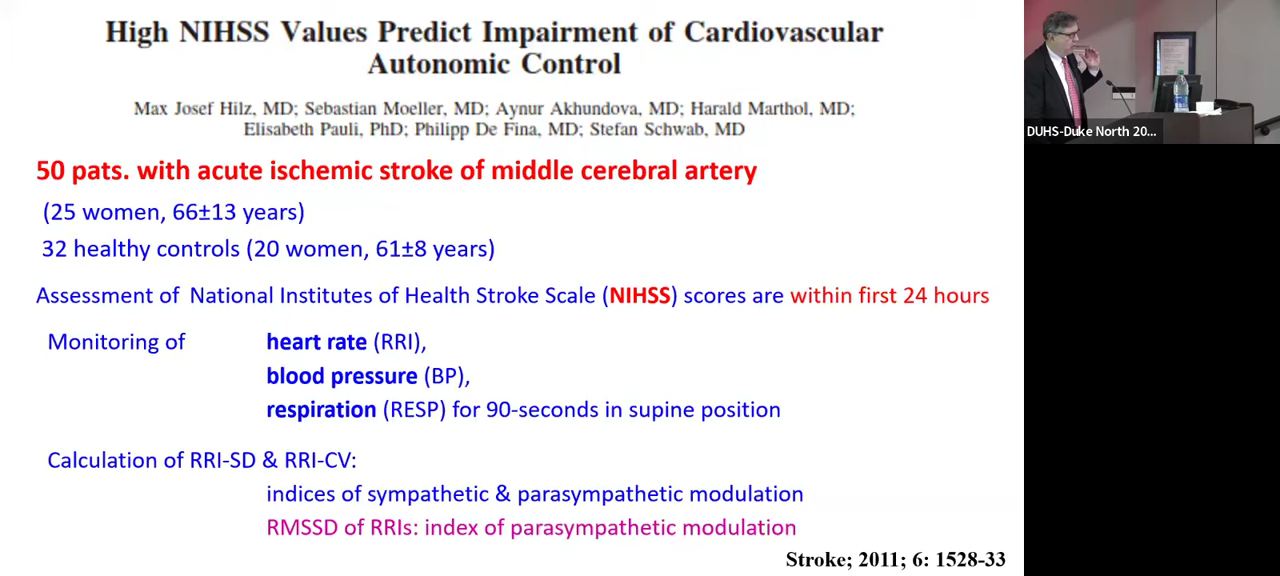 High NIHSS Values Predict Impairment of Cardiovascular
Autonomic Control
Max Josef Hilz, MD; Sebastian Moeller, MD; Aynur Akhundova, MD; Harald Marthol, MD;
Elisabeth Pauli, PhD; Philipp De Fina, MD; Stefan Schwab, MD
50 pats. with acute ischemic stroke of middle cerebral artery
(25 women, 66±13 years)
32 healthy controls (20 women, 61±8 years)
Assessment of National Institutes of Health Stroke Scale (NIHSS) scores are within first 24 hours
Monitoring of heart rate (RRI),
blood pressure (BP),
respiration (RESP) for 90-seconds in supine position
Calculation of RRI-SD & RRI-CV:
indices of sympathetic & parasympathetic modulation
RMSSD of RRIs: index of parasympathetic modulation
Stroke; 2011; 6: 1528-33
DUHS-Duke North 20...